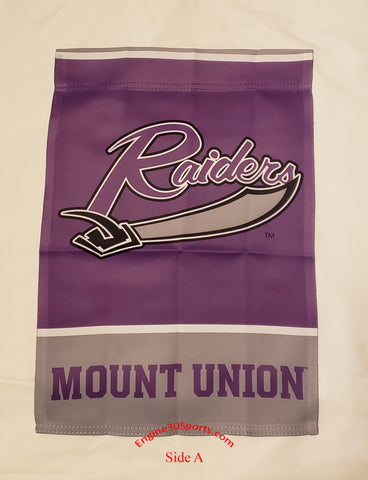 Raiders
TM
MOUNT UNION
Engine30Sports.com
Side A